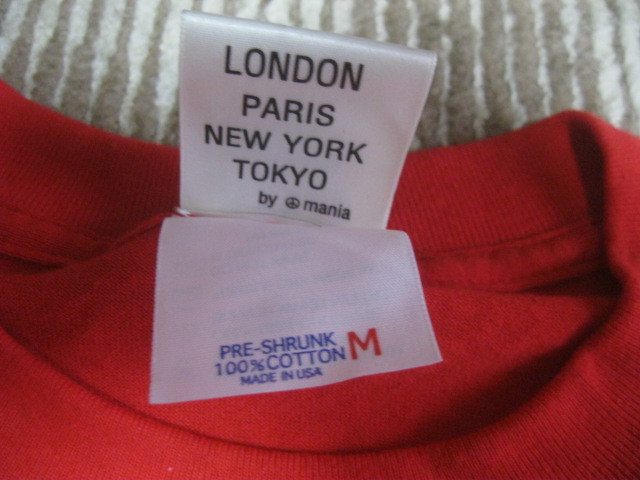 LONDON
PARIS
NEW YORK
TOKYO
by ☮ mania
PRE-SHRUNK
100% COTTON M
MADE IN USA